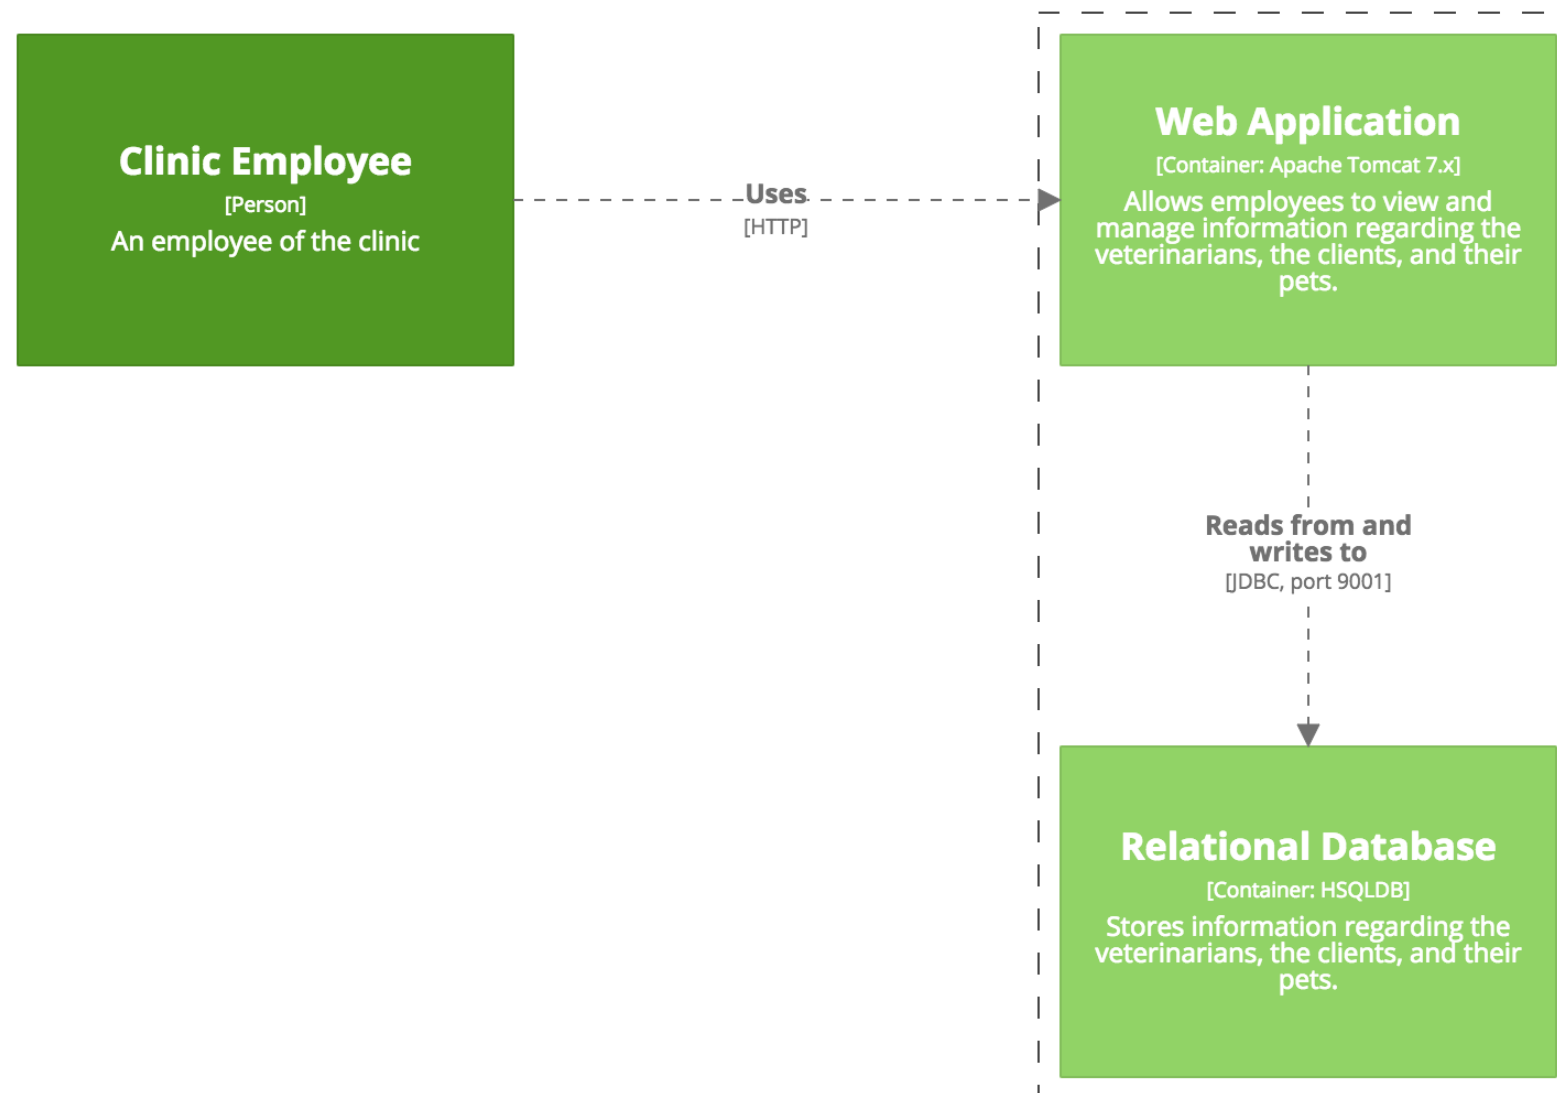 Clinic Employee
[Person]
An employee of the clinic
Uses
[HTTP]
Web Application
[Container: Apache Tomcat 7.x]
Allows employees to view and
manage information regarding the
veterinarians, the clients, and their
pets.
Reads from and
writes to
[JDBC, port 9001]
Relational Database
[Container: HSQLDB]
Stores information regarding the
veterinarians, the clients, and their
pets.